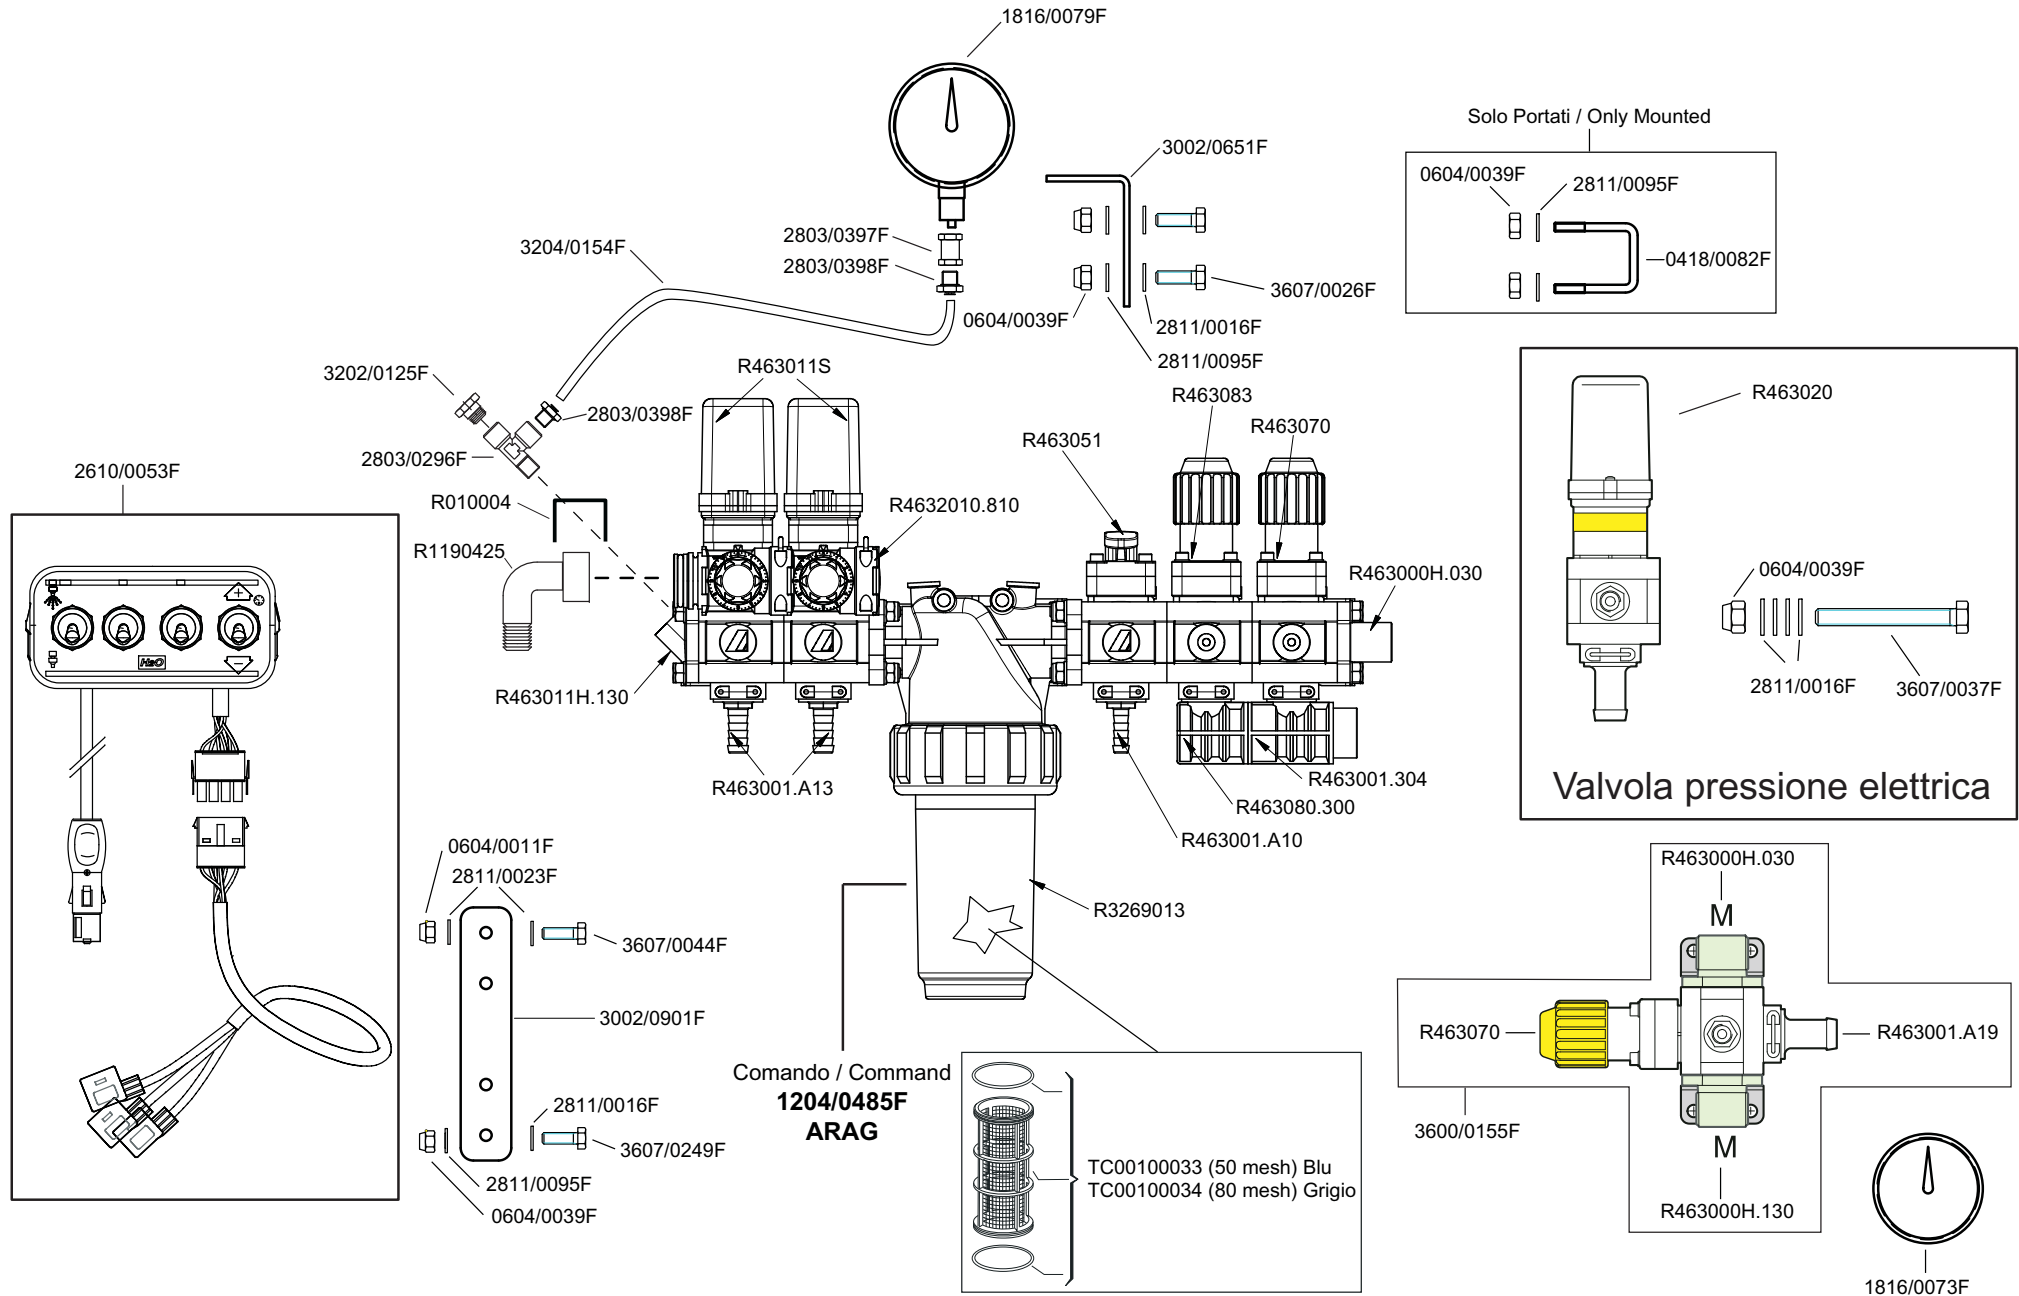 1816/0079F
Solo Portati / Only Mounted
3002/0651F
0604/0039F
2811/0095F
2803/0397F
3204/0154F
2803/0398F
0418/0082F
3607/0026F
0604/0039F
2811/0016F
2811/0095F
R463011S
3202/0125F
R463083
R463020
2803/0398F
R463070
R463051
2803/0296F
2610/0053F
R010004
R4632010.810
R1190425
R463000H.030
0604/0039F
+
H2O
−
R463011H.130
2811/0016F
3607/0037F
R463001.A13
R463001.304
Valvola pressione elettrica
R463080.300
R463001.A10
0604/0011F
2811/0023F
R463000H.030
R3269013
M
3607/0044F
3002/0901F
R463070
R463001.A19
Comando / Command
1204/0485F
ARAG
2811/0016F
3600/0155F
3607/0249F
M
TC00100033 (50 mesh) Blu
TC00100034 (80 mesh) Grigio
2811/0095F
0604/0039F
R463000H.130
1816/0073F